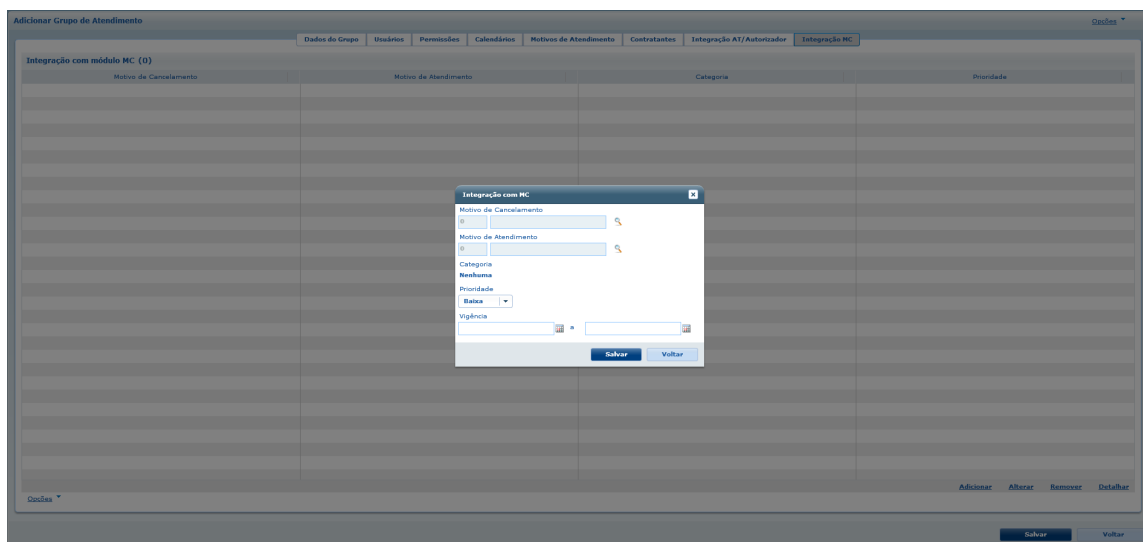 Adicionar Grupo de Atendimento
Opções
Dados do Grupo Usuários Permissões Calendários Motivos de Atendimento Contratantes Integração AT/Autorizador Integração MC
Integração com módulo MC (0)
Motivo de Cancelamento Motivo de Atendimento Categoria Prioridade
Integração com MC
x
Motivo de Cancelamento
0
Motivo de Atendimento
0
Categoria
Nenhuma
Prioridade
Baixa
Vigência
a
Salvar Voltar
Adicionar Alterar Remover Detalhar
Opções
Salvar Voltar